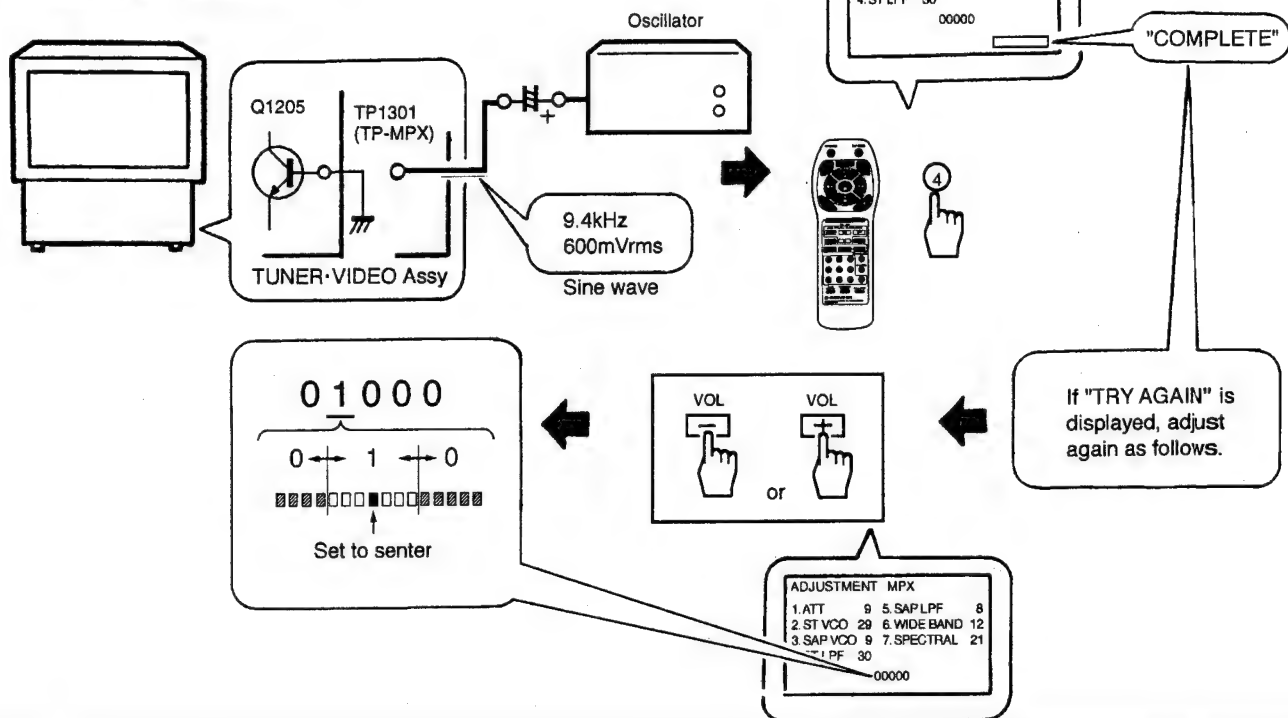 Oscillator
4. ST LPF 30
00000
"COMPLETE"
Q1205
TP1301
(TP-MPX)
+
TUNER·VIDEO Assy
9.4kHz
600mVrms
Sine wave
4
If "TRY AGAIN" is
displayed, adjust
again as follows.
VOL
VOL
–
+
or
01000
0 1 0
Set to senter
ADJUSTMENT MPX
1. ATT 9 5. SAP LPF 8
2. ST VCO 29 6. WIDE BAND 12
3. SAP VCO 9 7. SPECTRAL 21
LPF 30
00000